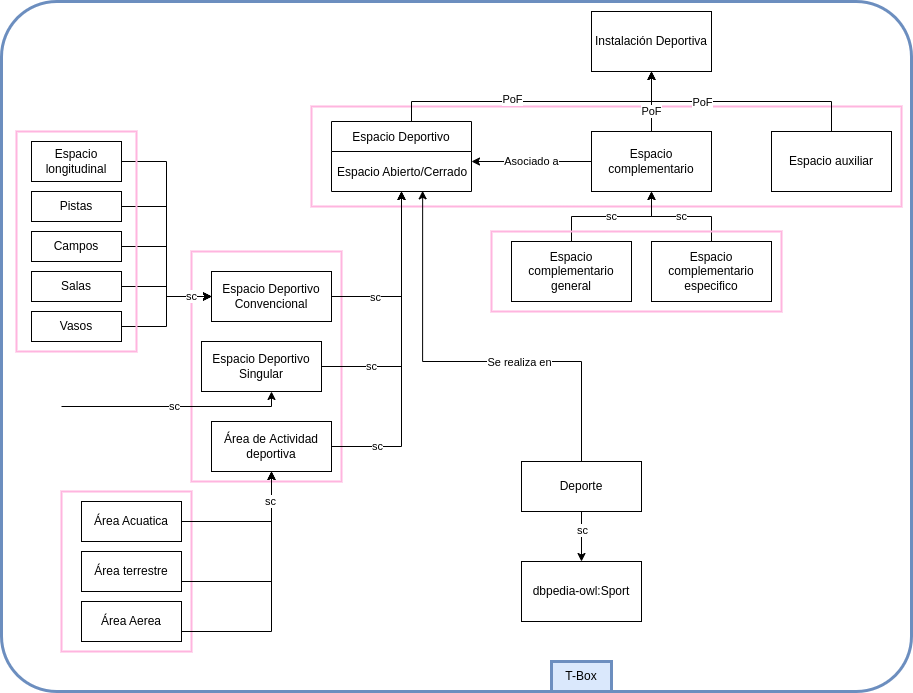 Instalación Deportiva
PoF
PoF
PoF
Espacio Deportivo
Espacio Abierto/Cerrado
Asociado a
Espacio
complementario
Espacio auxiliar
Espacio
longitudinal
Pistas
Campos
Salas
Vasos
sc
sc
sc
Espacio
complementario
general
Espacio
complementario
especifico
Espacio Deportivo
Convencional
sc
Espacio Deportivo
Singular
sc
sc
Área de Actividad
deportiva
sc
Se realiza en
sc
Área Acuatica
Área terrestre
Área Aerea
Deporte
sc
dbpedia-owl:Sport
T-Box